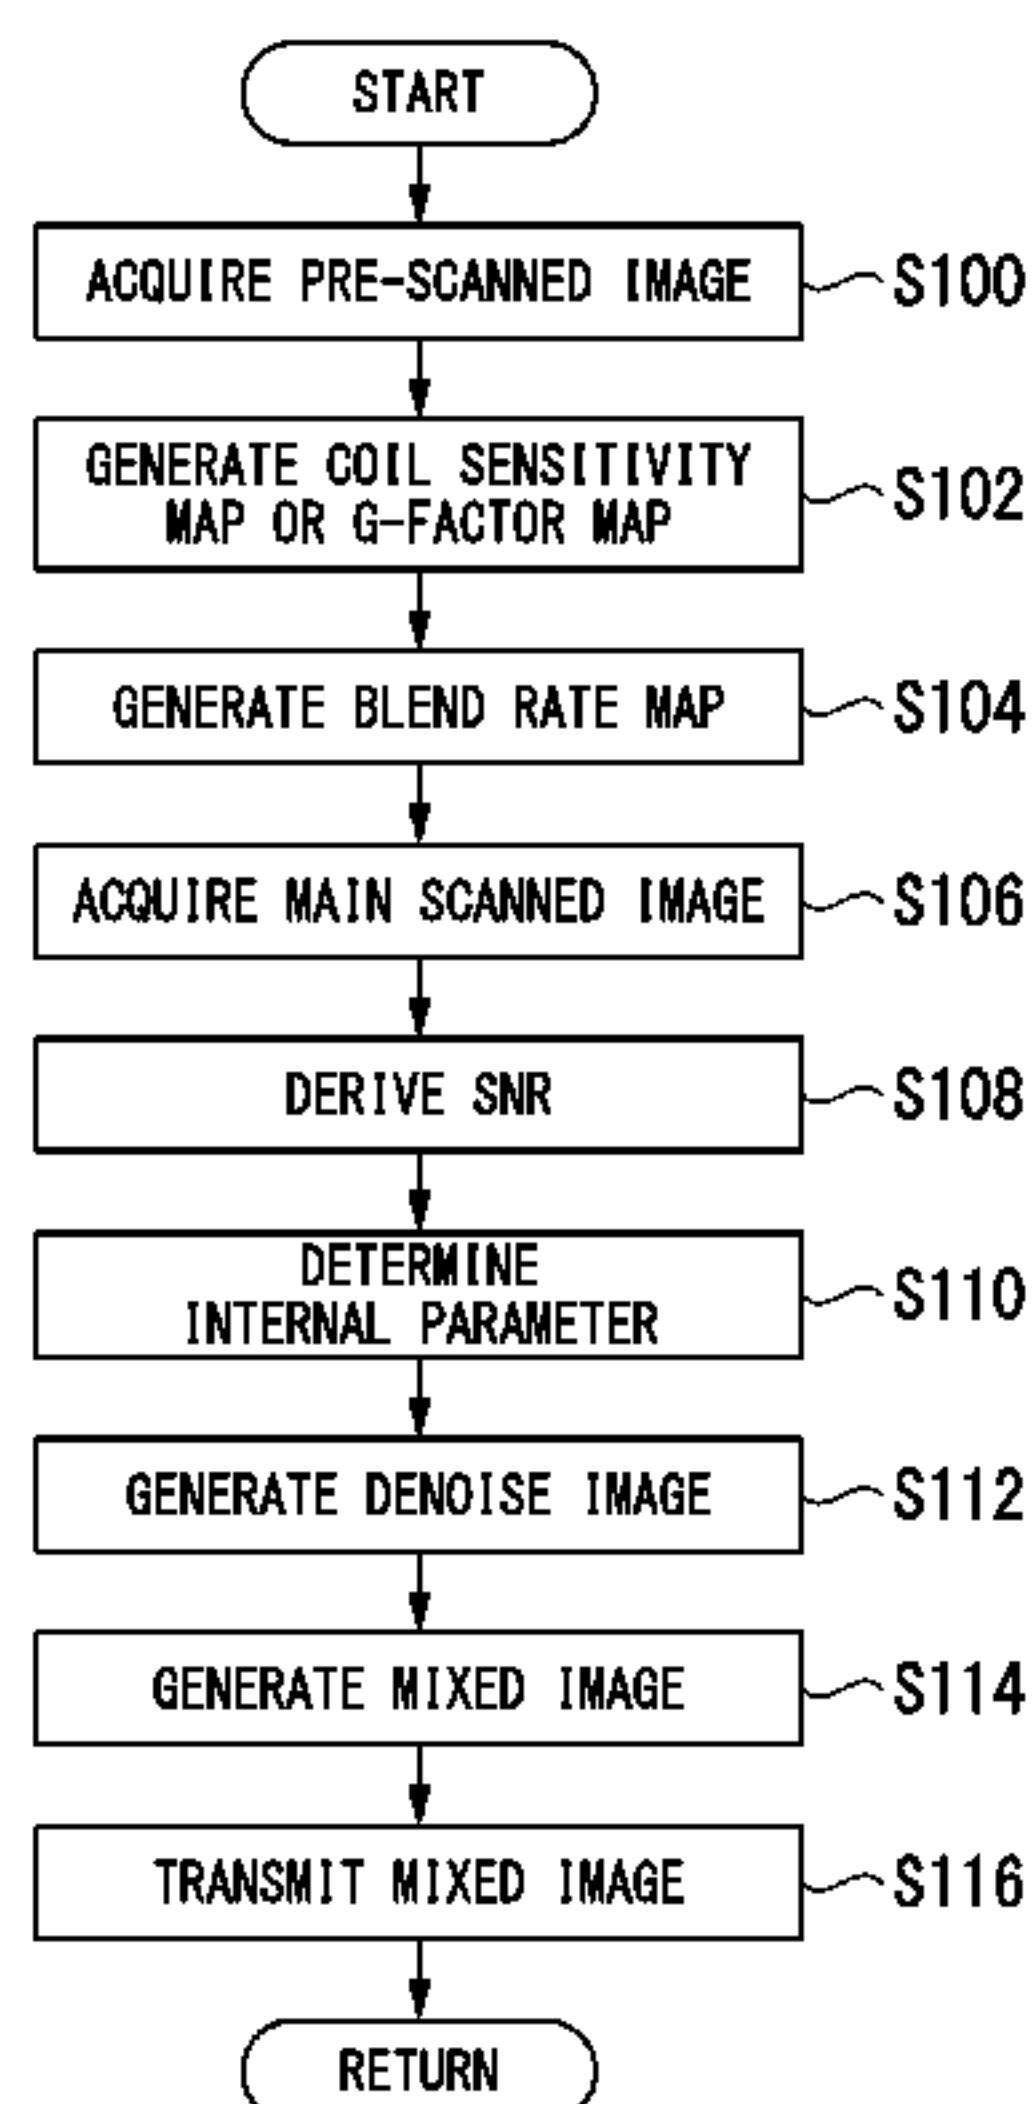 START
ACQUIRE PRE-SCANNED IMAGE
S100
GENERATE COIL SENSITIVITY
MAP OR G-FACTOR MAP
S102
GENERATE BLEND RATE MAP
S104
ACQUIRE MAIN SCANNED IMAGE
S106
DERIVE SNR
S108
DETERMINE
INTERNAL PARAMETER
S110
GENERATE DENOISE IMAGE
S112
GENERATE MIXED IMAGE
S114
TRANSMIT MIXED IMAGE
S116
RETURN